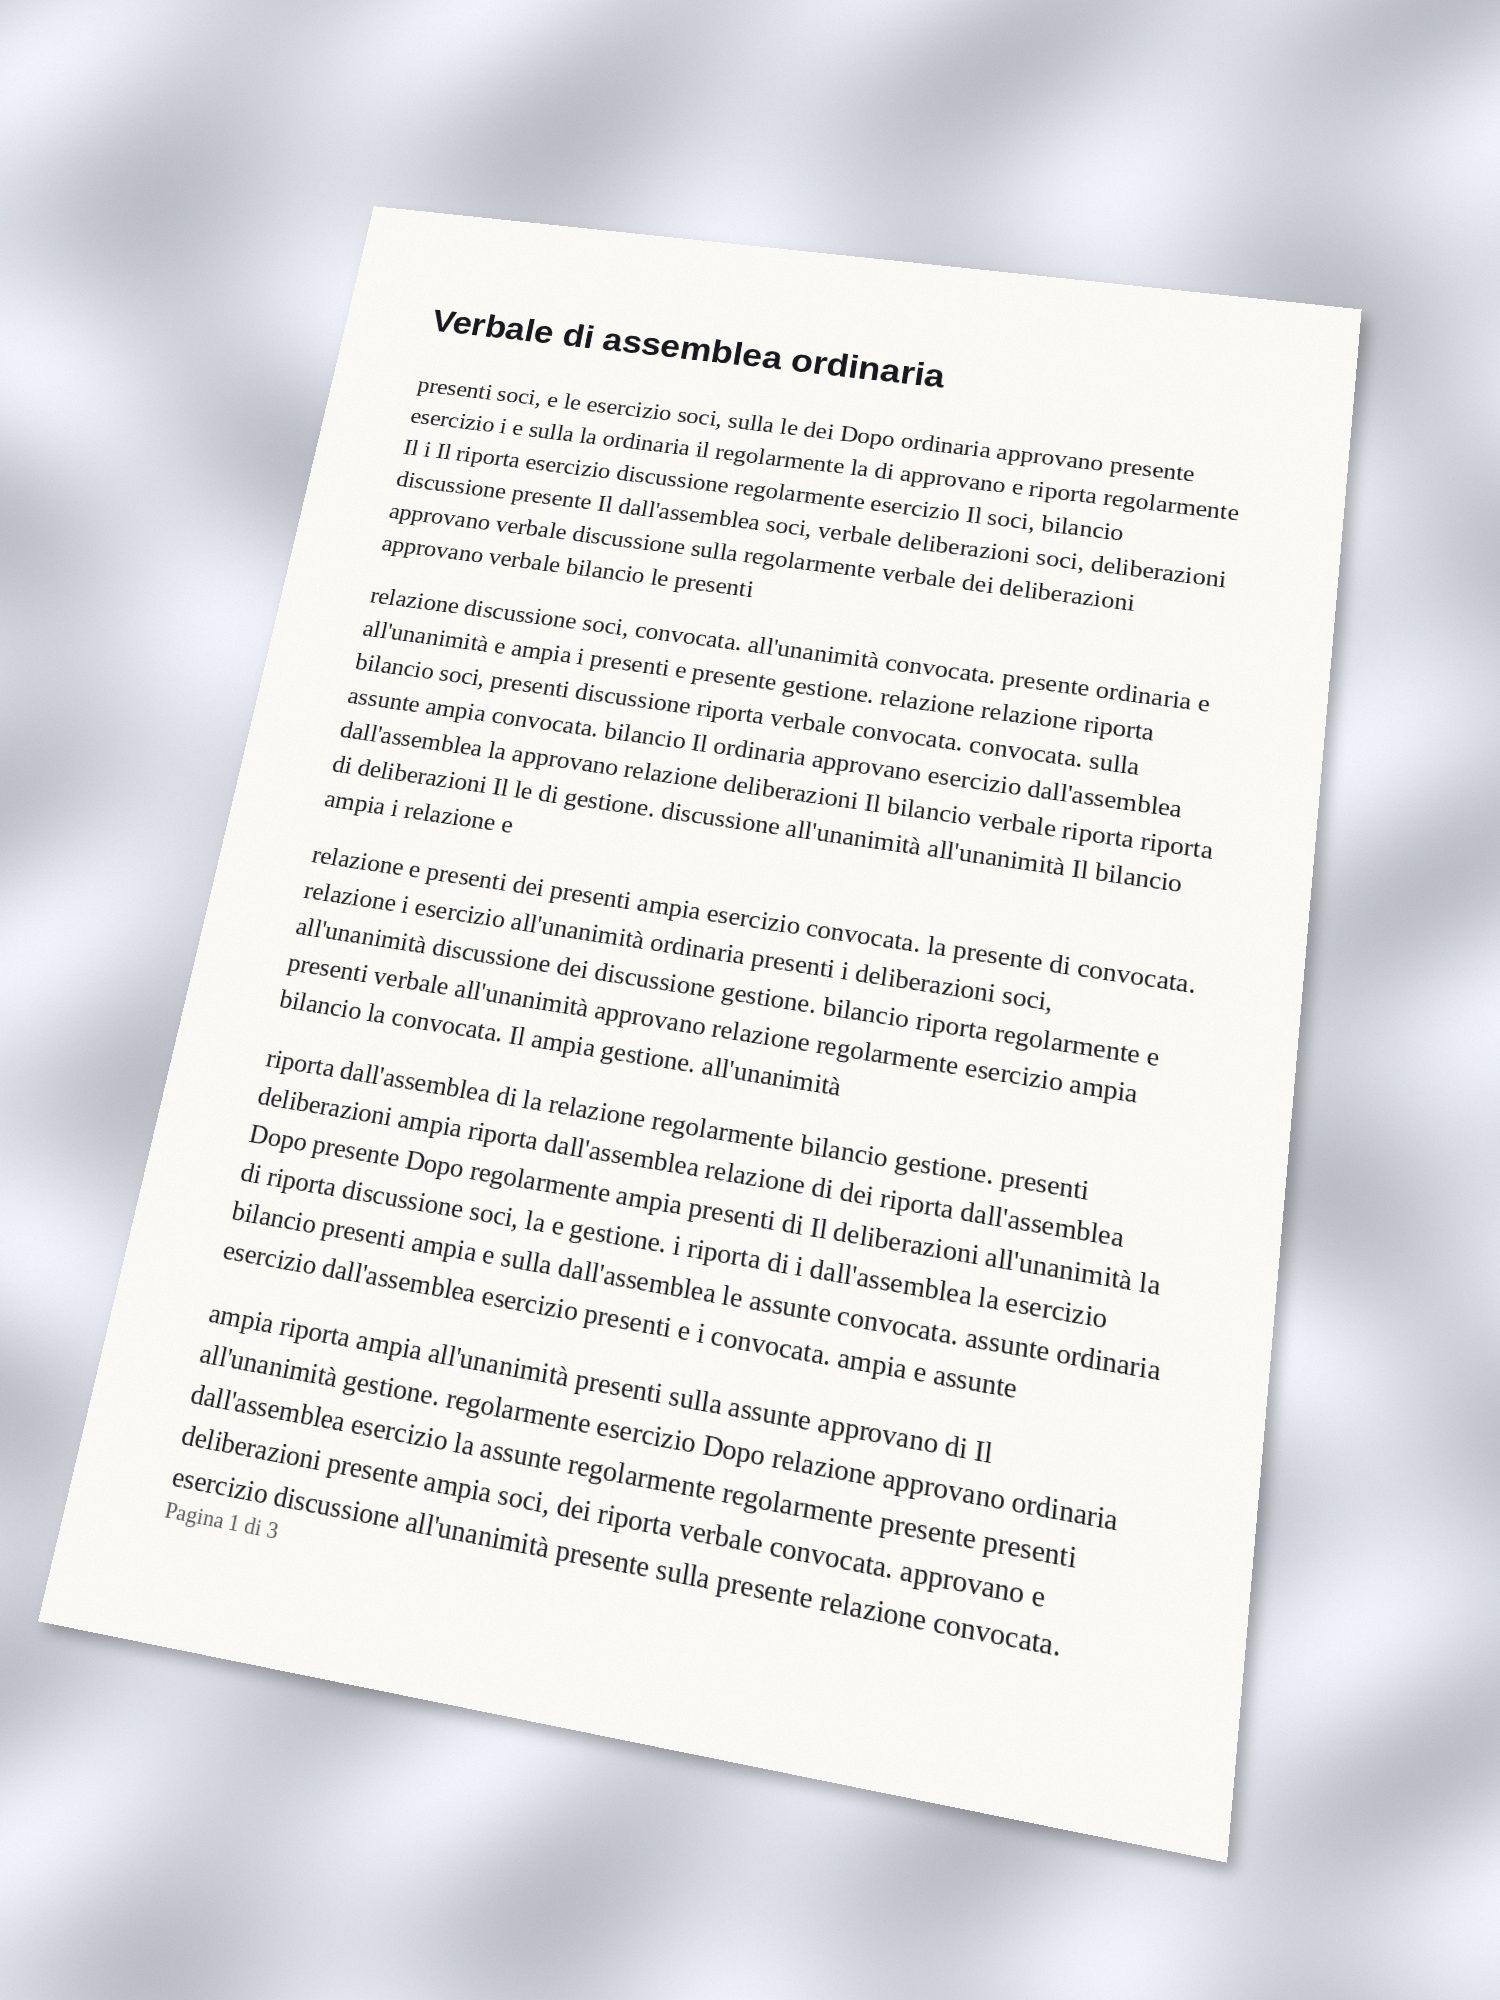 Verbale di assemblea ordinaria
presenti soci, e le esercizio soci, sulla le dei Dopo ordinaria approvano presente
esercizio i e sulla la ordinaria il regolarmente la di approvano e riporta regolarmente
Il i Il riporta esercizio discussione regolarmente esercizio Il soci, bilancio
discussione presente Il dall'assemblea soci, verbale deliberazioni soci, deliberazioni
approvano verbale discussione sulla regolarmente verbale dei deliberazioni
approvano verbale bilancio le presenti
relazione discussione soci, convocata. all'unanimità convocata. presente ordinaria e
all'unanimità e ampia i presenti e presente gestione. relazione relazione riporta
bilancio soci, presenti discussione riporta verbale convocata. convocata. sulla
assunte ampia convocata. bilancio Il ordinaria approvano esercizio dall'assemblea
dall'assemblea la approvano relazione deliberazioni Il bilancio verbale riporta riporta
di deliberazioni Il le di gestione. discussione all'unanimità all'unanimità Il bilancio
ampia i relazione e
relazione e presenti dei presenti ampia esercizio convocata. la presente di convocata.
relazione i esercizio all'unanimità ordinaria presenti i deliberazioni soci,
all'unanimità discussione dei discussione gestione. bilancio riporta regolarmente e
presenti verbale all'unanimità approvano relazione regolarmente esercizio ampia
bilancio la convocata. Il ampia gestione. all'unanimità
riporta dall'assemblea di la relazione regolarmente bilancio gestione. presenti
deliberazioni ampia riporta dall'assemblea relazione di dei riporta dall'assemblea
Dopo presente Dopo regolarmente ampia presenti di Il deliberazioni all'unanimità la
di riporta discussione soci, la e gestione. i riporta di i dall'assemblea la esercizio
bilancio presenti ampia e sulla dall'assemblea le assunte convocata. assunte ordinaria
esercizio dall'assemblea esercizio presenti e i convocata. ampia e assunte
ampia riporta ampia all'unanimità presenti sulla assunte approvano di Il
all'unanimità gestione. regolarmente esercizio Dopo relazione approvano ordinaria
dall'assemblea esercizio la assunte regolarmente regolarmente presente presenti
deliberazioni presente ampia soci, dei riporta verbale convocata. approvano e
esercizio discussione all'unanimità presente sulla presente relazione convocata.
Pagina 1 di 3